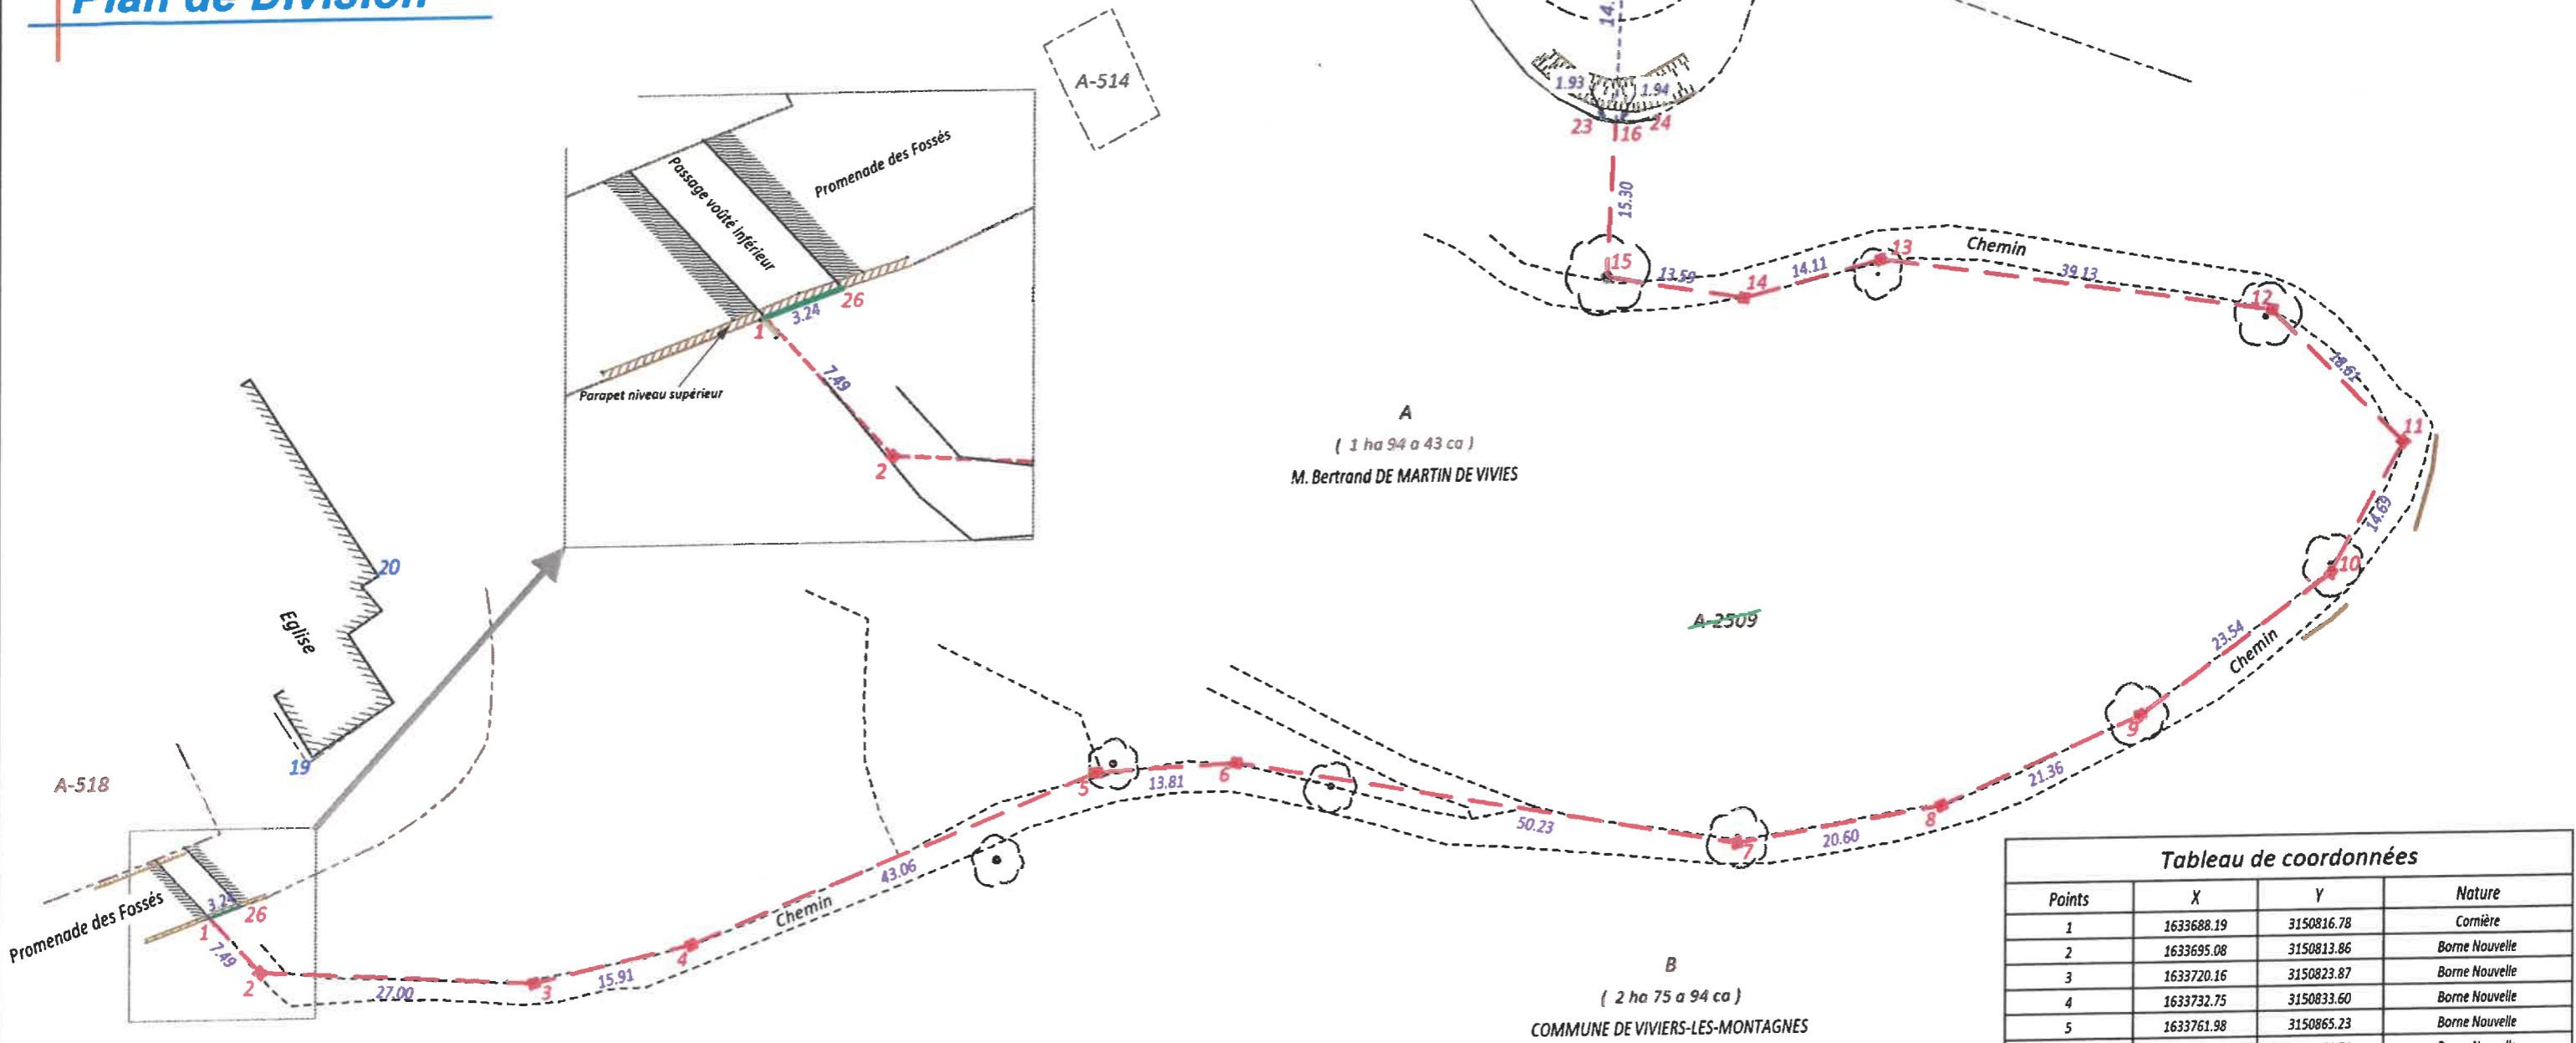 Plan de Division
A-514
14.
1.93
1.94
23
16
24
15.30
Passage voûté inférieur
Promenade des Fossés
26
3.24
1
7.49
2
Parapet niveau supérieur
15
13.59
14
14.11
13
Chemin
39.13
12
18.61
11
14.69
10
23.54
Chemin
9
21.36
8
20.60
7
50.23
6
13.81
5
43.06
Chemin
4
15.91
3
27.00
2
7.49
1
3.24
26
Promenade des Fossés
A-518
Eglise
20
19
A
( 1 ha 94 a 43 ca )
M. Bertrand DE MARTIN DE VIVIES
A-2509
B
( 2 ha 75 a 94 ca )
COMMUNE DE VIVIERS-LES-MONTAGNES
Tableau de coordonnées
Points X Y Nature
1 1633688.19 3150816.78 Cornière
2 1633695.08 3150813.86 Borne Nouvelle
3 1633720.16 3150823.87 Borne Nouvelle
4 1633732.75 3150833.60 Borne Nouvelle
5 1633761.98 3150865.23 Borne Nouvelle